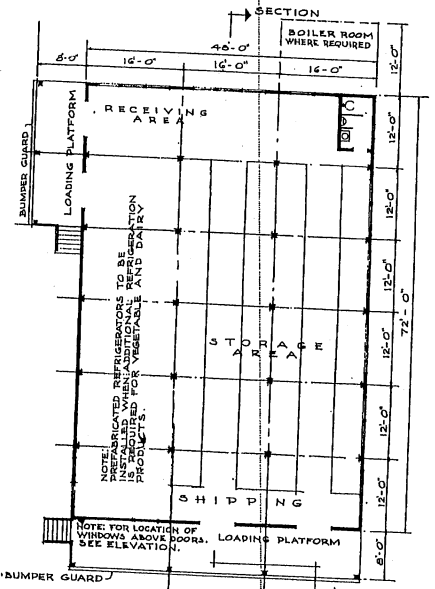 SECTION
BOILER ROOM
WHERE REQUIRED
48'-0"
8'-0"
16'-0"
16'-0"
16-0"
12'-0"
RECEIVING
AREA
LOADING PLATFORM
BUMPER GUARD
12'-0"
12'-0"
12'-0"
12'-0"
12'-0"
12'-0"
72'-0"
NOTE:
PREFABRICATED REFRIGERATORS TO BE
INSTALLED WHEN ADDITIONAL REFRIGERATION
IS REQUIRED FOR VEGETABLE AND DAIRY
PRODUCTS.
STORAGE
AREA
SHIPPING
NOTE: FOR LOCATION OF
WINDOWS ABOVE DOORS.
SEE ELEVATION.
LOADING PLATFORM
8'-0"
BUMPER GUARD